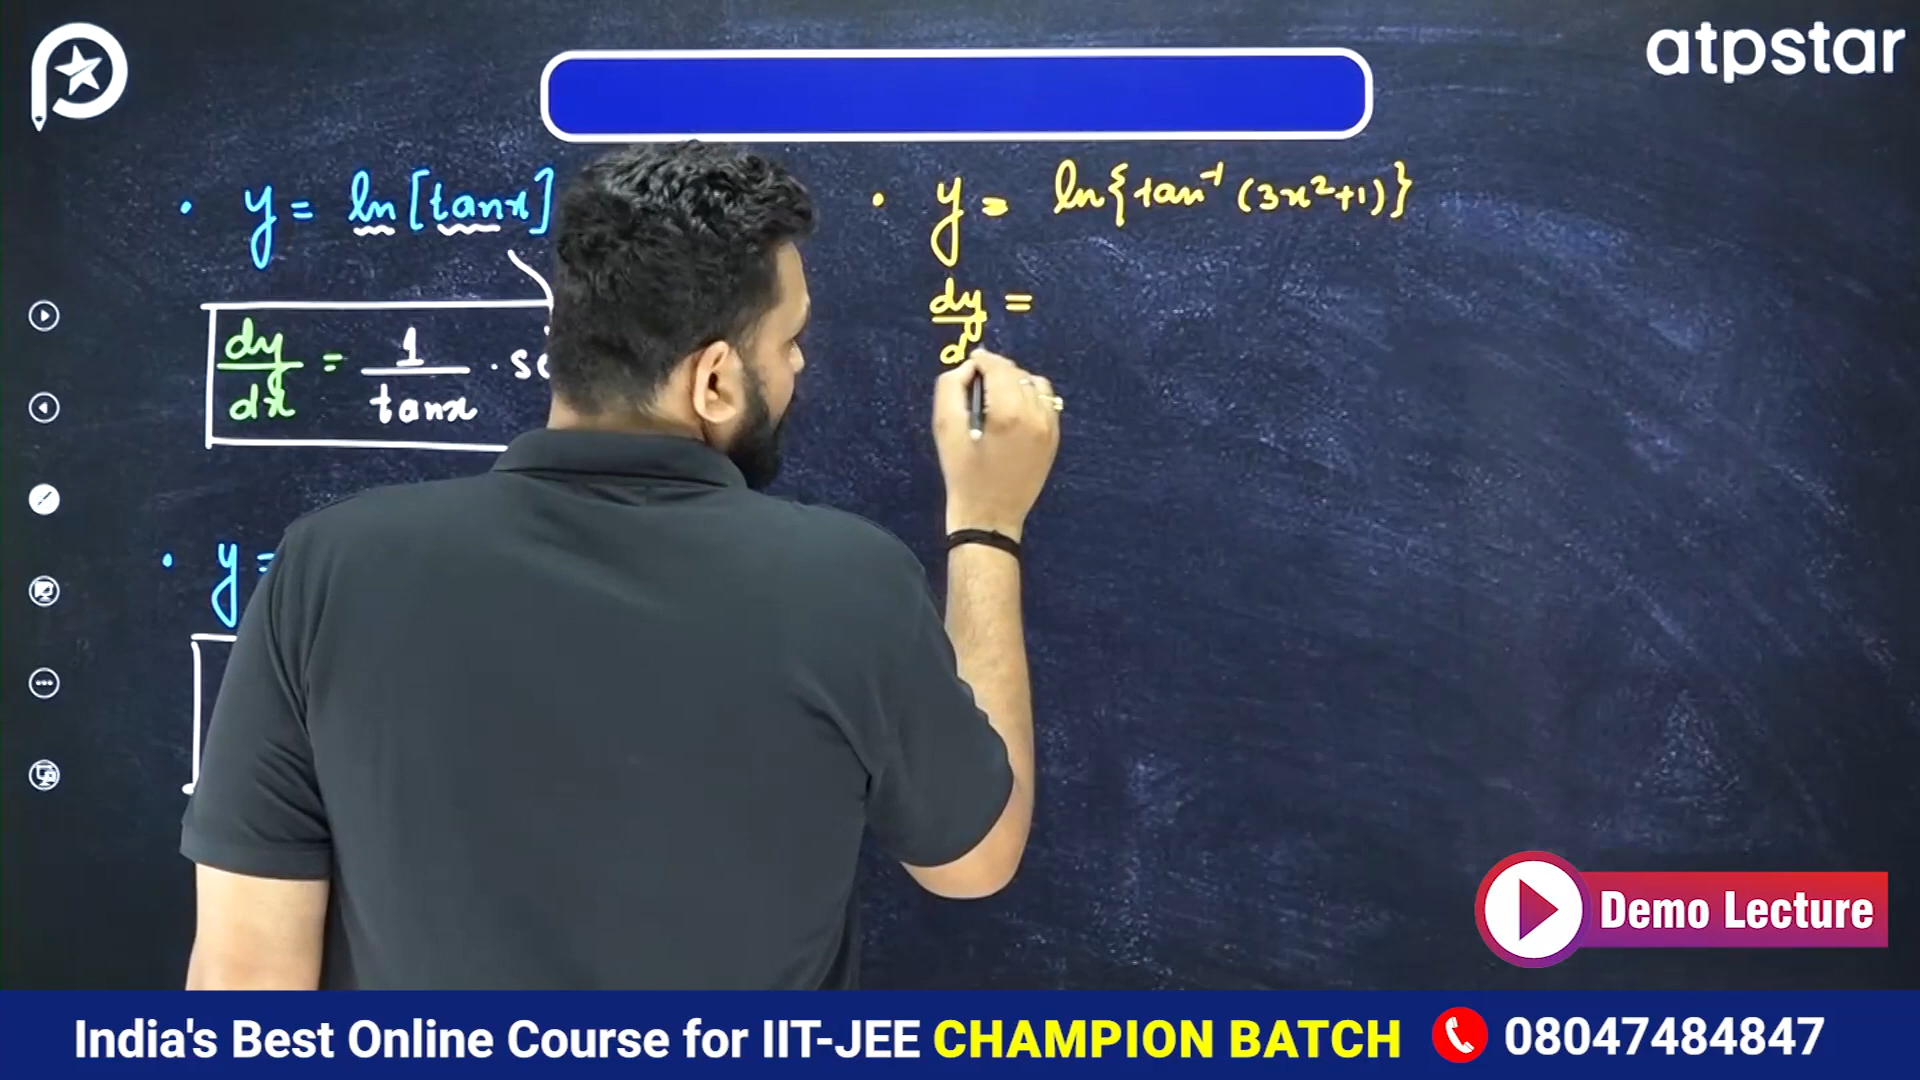 atpstar
• y = ln [tanx]
dy/dx = 1/tanx · s
• y =
• y = ln{tan⁻¹ (3x²+1)}
dy/d =
Demo Lecture
India's Best Online Course for IIT-JEE CHAMPION BATCH 08047484847